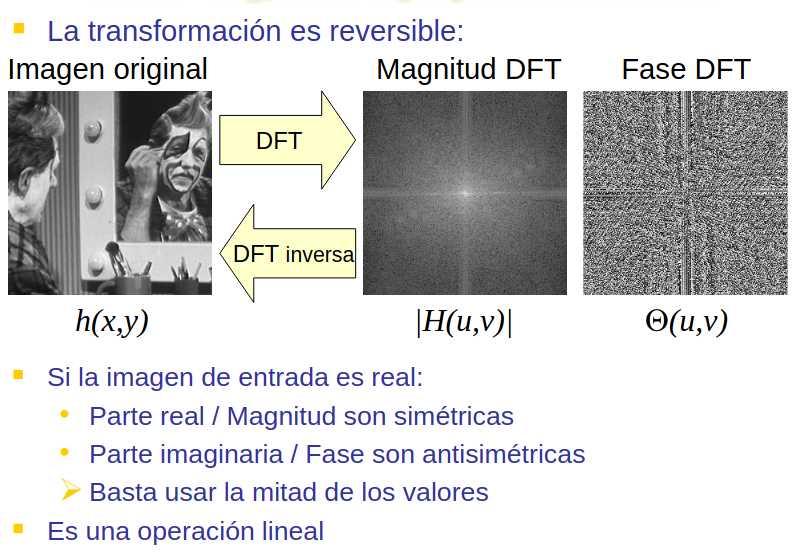 La transformación es reversible:
Imagen original
Magnitud DFT
Fase DFT
DFT
DFT inversa
h(x,y)
|H(u,v)|
Θ(u,v)
Si la imagen de entrada es real:
Parte real / Magnitud son simétricas
Parte imaginaria / Fase son antisimétricas
Basta usar la mitad de los valores
Es una operación lineal